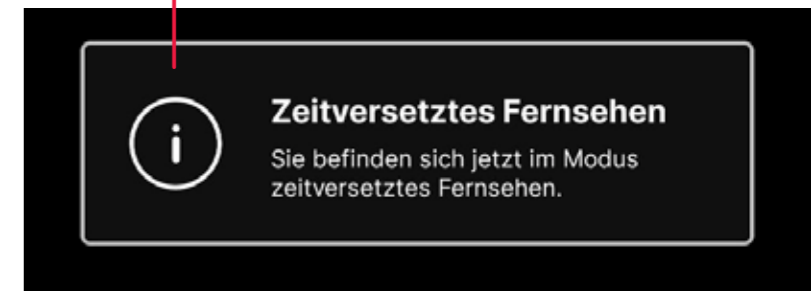 i
Zeitversetztes Fernsehen
Sie befinden sich jetzt im Modus
zeitversetztes Fernsehen.